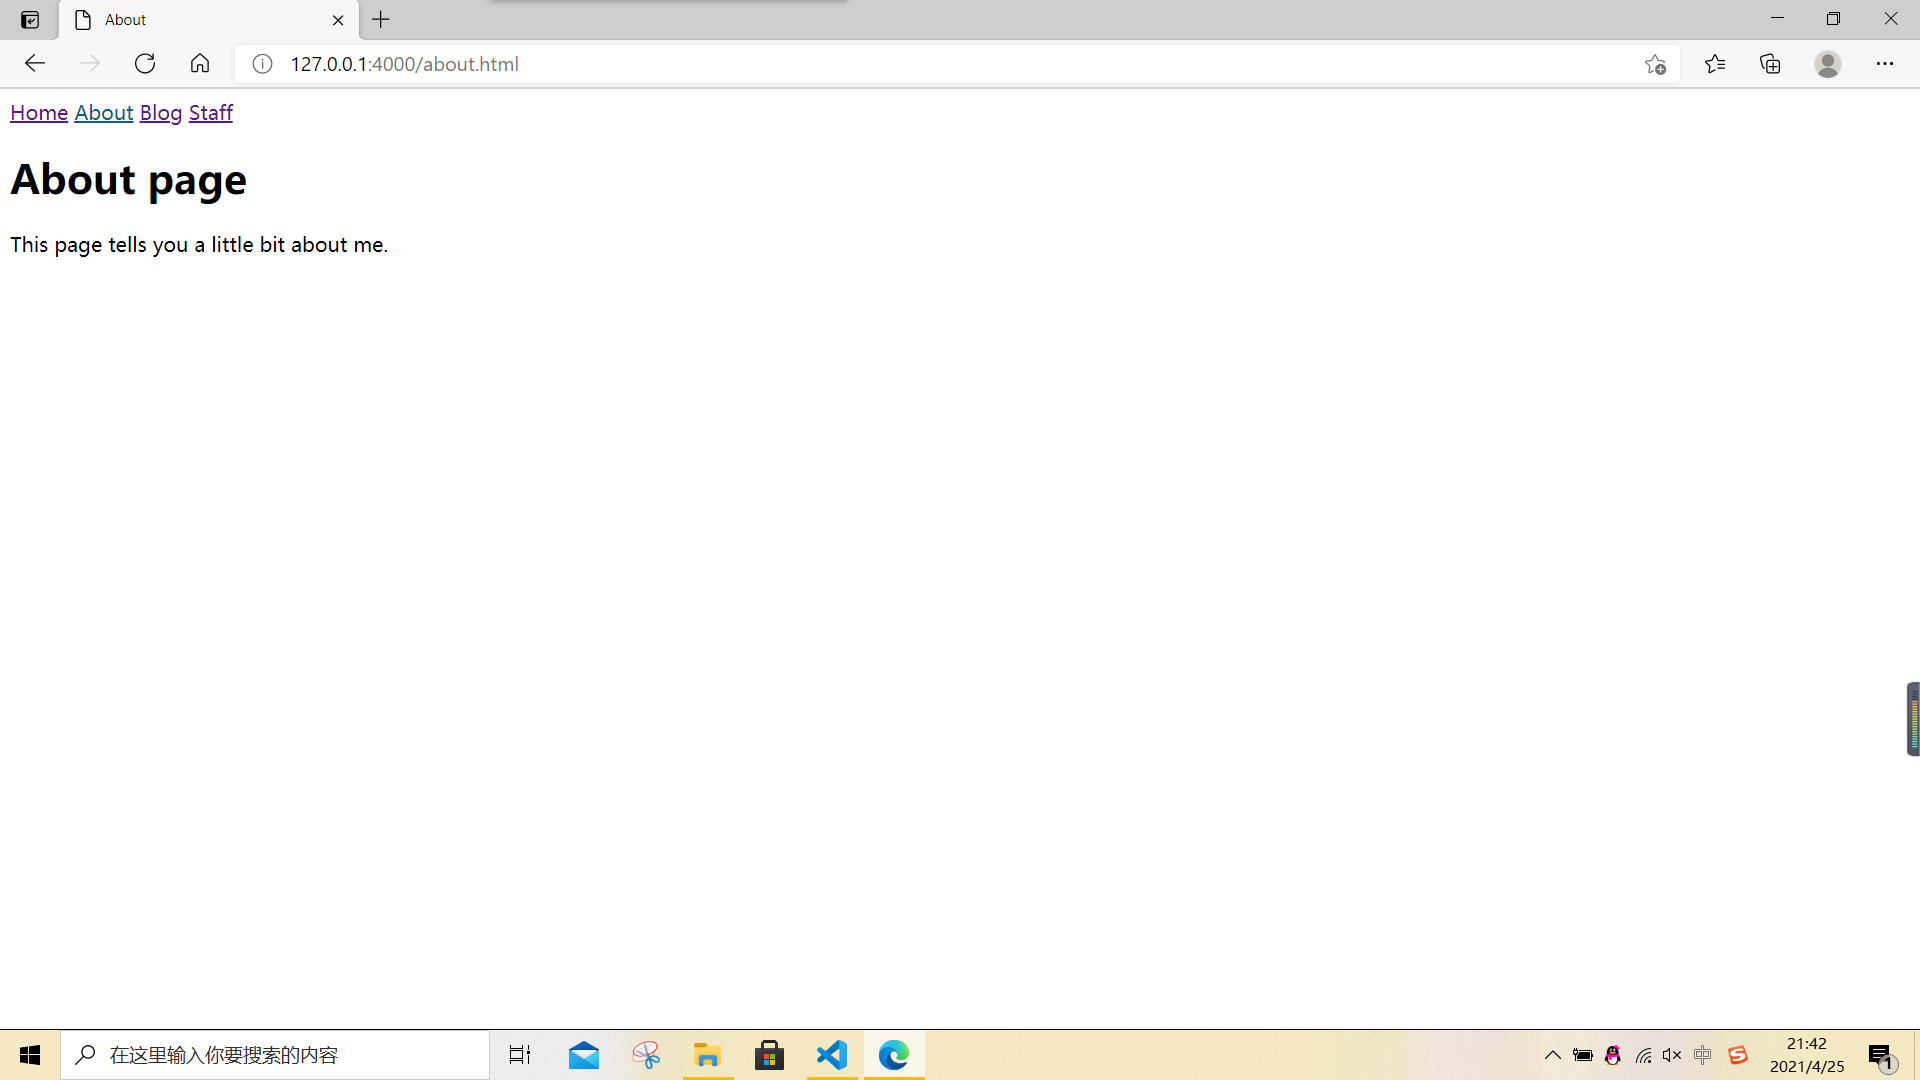 About
127.0.0.1:4000/about.html
Home About Blog Staff
About page
This page tells you a little bit about me.
在这里输入你要搜索的内容
中
21:42
2021/4/25
1